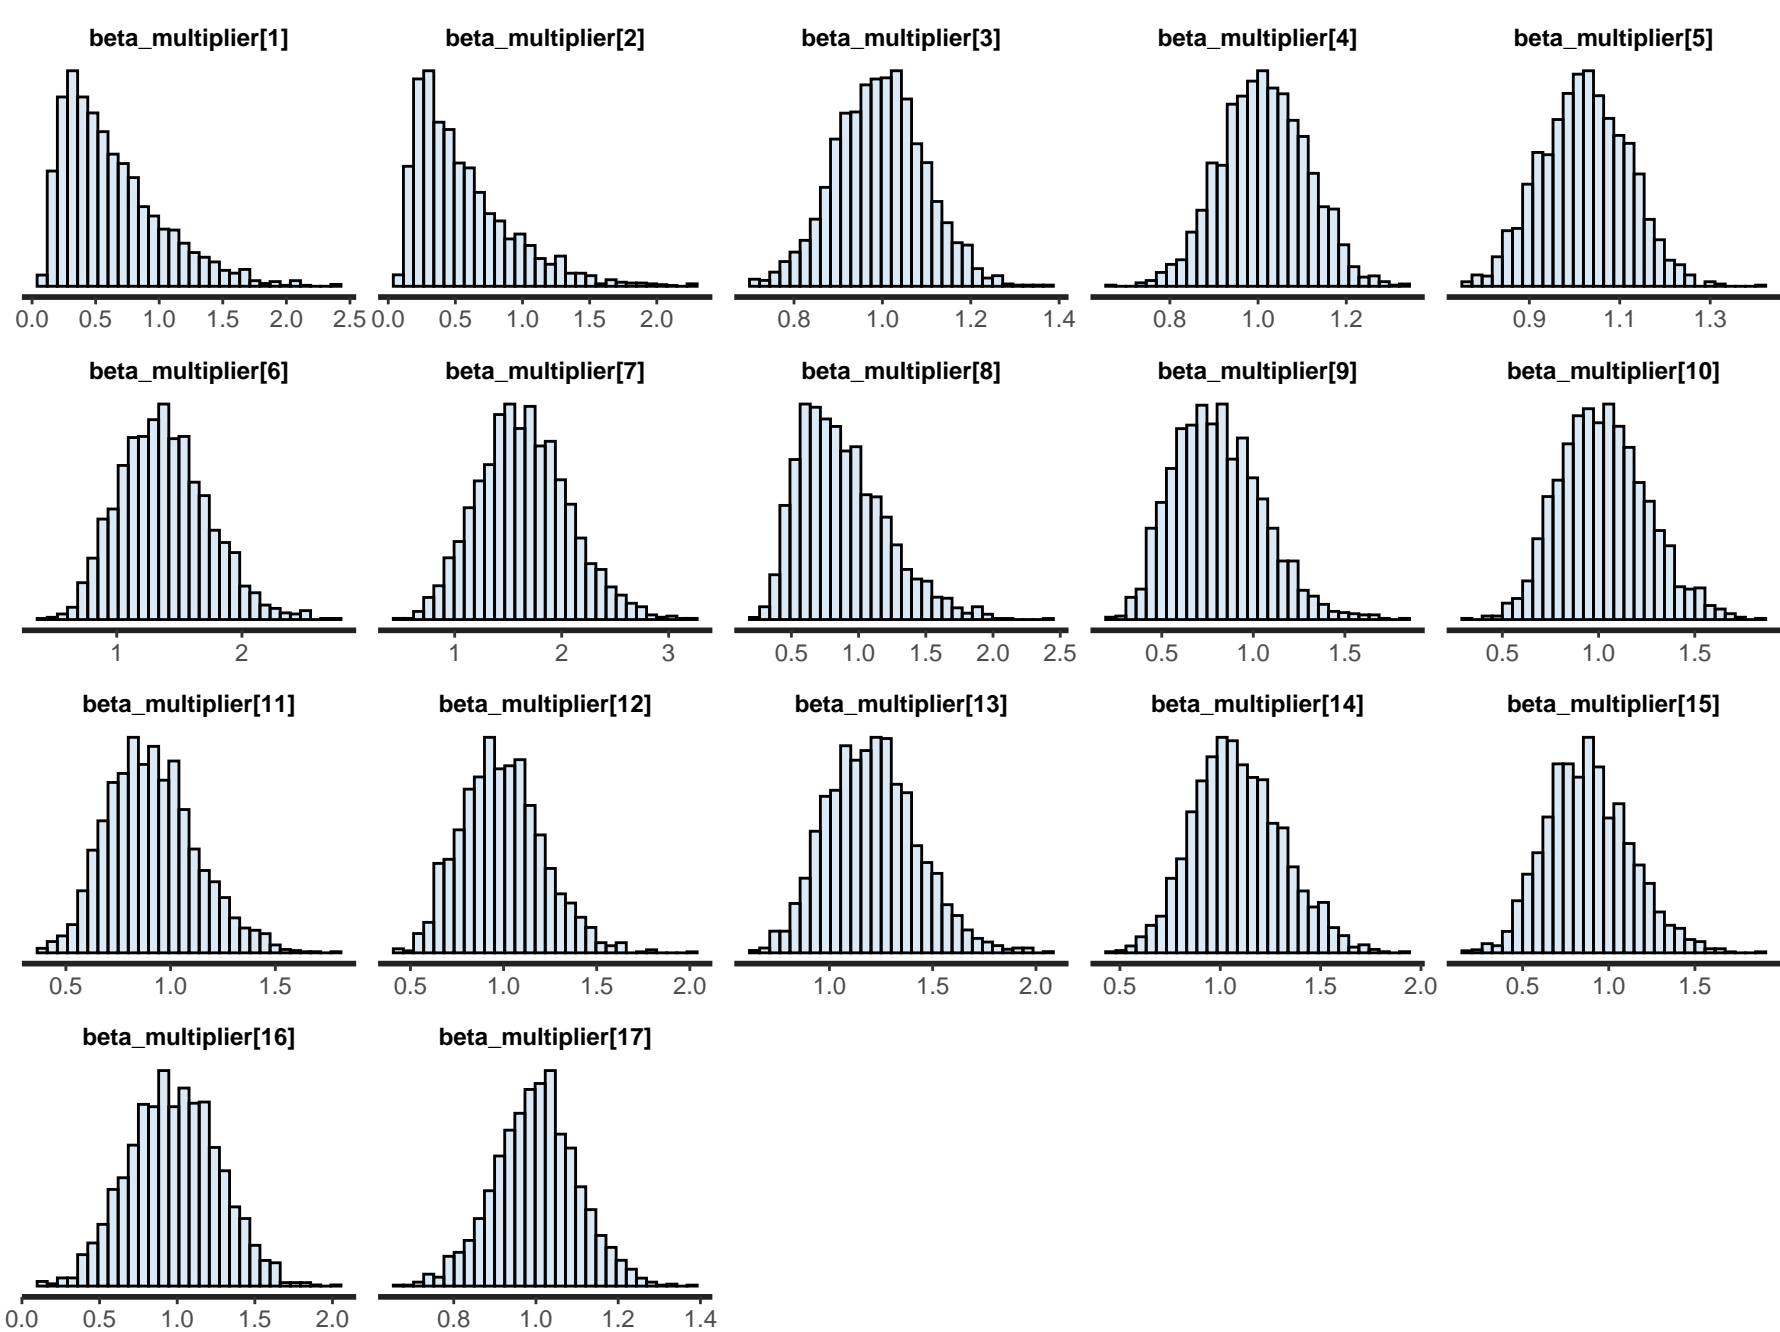 beta_multiplier[1] beta_multiplier[2] beta_multiplier[3] beta_multiplier[4] beta_multiplier[5]
0.0 0.5 1.0 1.5 2.0 2.5 0.0 0.5 1.0 1.5 2.0 0.8 1.0 1.2 1.4 0.8 1.0 1.2 0.9 1.1 1.3
beta_multiplier[6] beta_multiplier[7] beta_multiplier[8] beta_multiplier[9] beta_multiplier[10]
1 2 1 2 3 0.5 1.0 1.5 2.0 2.5 0.5 1.0 1.5 0.5 1.0 1.5
beta_multiplier[11] beta_multiplier[12] beta_multiplier[13] beta_multiplier[14] beta_multiplier[15]
0.5 1.0 1.5 0.5 1.0 1.5 2.0 1.0 1.5 2.0 0.5 1.0 1.5 2.0 0.5 1.0 1.5
beta_multiplier[16] beta_multiplier[17]
0.0 0.5 1.0 1.5 2.0 0.8 1.0 1.2 1.4